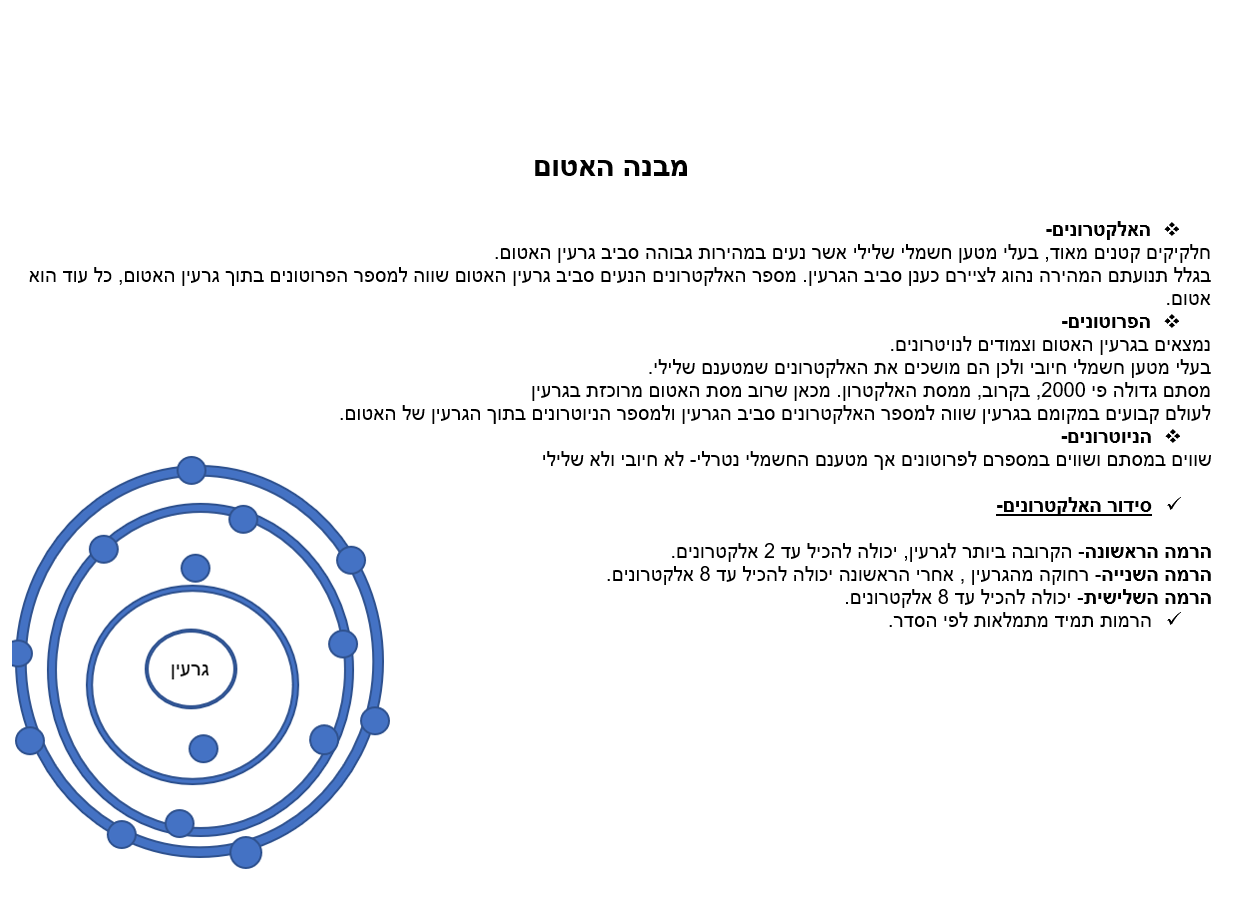 מבנה האטום
❖ האלקטרונים-
חלקיקים קטנים מאוד, בעלי מטען חשמלי שלילי אשר נעים במהירות גבוהה סביב גרעין האטום.
בגלל תנועתם המהירה נהוג לציירם כענן סביב הגרעין. מספר האלקטרונים הנעים סביב גרעין האטום שווה למספר הפרוטונים בתוך גרעין האטום, כל עוד הוא
אטום.
❖ הפרוטונים-
נמצאים בגרעין האטום וצמודים לנויטרונים.
בעלי מטען חשמלי חיובי ולכן הם מושכים את האלקטרונים שמטענם שלילי.
מסתם גדולה פי 2000, בקרוב, ממסת האלקטרון. מכאן שרוב מסת האטום מרוכזת בגרעין
לעולם קבועים במקומם בגרעין שווה למספר האלקטרונים סביב הגרעין ולמספר הניוטרונים בתוך הגרעין של האטום.
❖ הניוטרונים-
שווים במסתם ושווים במספרם לפרוטונים אך מטענם החשמלי נטרלי- לא חיובי ולא שלילי
✓ סידור האלקטרונים-
הרמה הראשונה- הקרובה ביותר לגרעין, יכולה להכיל עד 2 אלקטרונים.
הרמה השנייה- רחוקה מהגרעין , אחרי הראשונה יכולה להכיל עד 8 אלקטרונים.
הרמה השלישית- יכולה להכיל עד 8 אלקטרונים.
✓ הרמות תמיד מתמלאות לפי הסדר.
גרעין